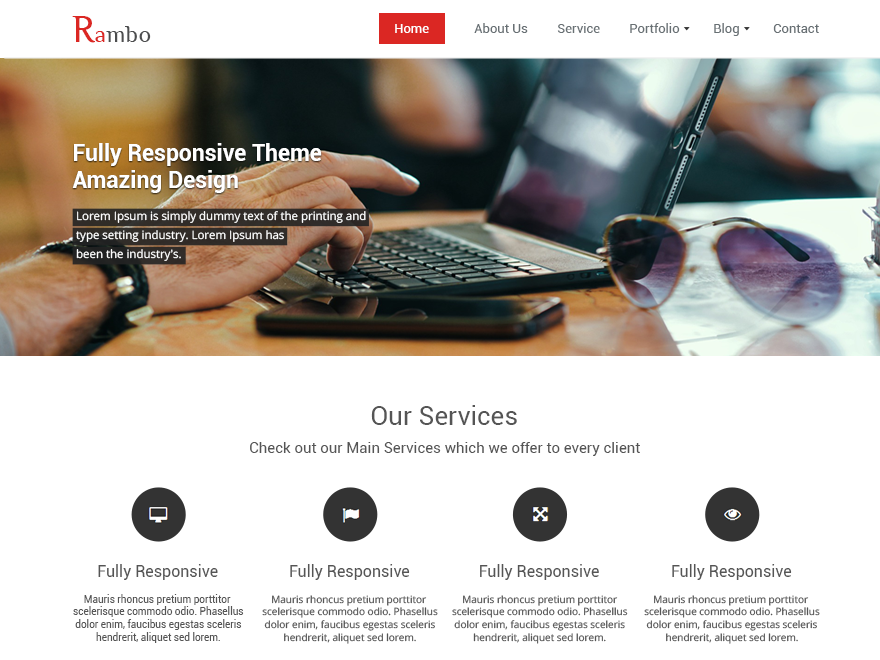 Rambo
Home About Us Service Portfolio Blog Contact
Fully Responsive Theme
Amazing Design
Lorem Ipsum is simply dummy text of the printing and
type setting industry. Lorem Ipsum has
been the industry's.
Our Services
Check out our Main Services which we offer to every client
Fully Responsive
Mauris rhoncus pretium porttitor
scelerisque commodo odio. Phasellus
dolor enim, faucibus egestas sceleris
hendrerit, aliquet sed lorem.
Fully Responsive
Mauris rhoncus pretium porttitor
scelerisque commodo odio. Phasellus
dolor enim, faucibus egestas sceleris
hendrerit, aliquet sed lorem.
Fully Responsive
Mauris rhoncus pretium porttitor
scelerisque commodo odio. Phasellus
dolor enim, faucibus egestas sceleris
hendrerit, aliquet sed lorem.
Fully Responsive
Mauris rhoncus pretium porttitor
scelerisque commodo odio. Phasellus
dolor enim, faucibus egestas sceleris
hendrerit, aliquet sed lorem.